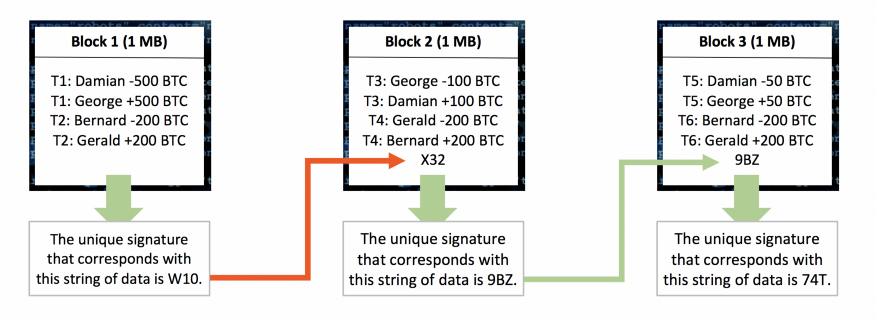 Block 1 (1 MB)
T1: Damian -500 BTC
T1: George +500 BTC
T2: Bernard -200 BTC
T2: Gerald +200 BTC
The unique signature
that corresponds with
this string of data is W10.
Block 2 (1 MB)
T3: George -100 BTC
T3: Damian +100 BTC
T4: Gerald -200 BTC
T4: Bernard +200 BTC
X32
The unique signature
that corresponds with
this string of data is 9BZ.
Block 3 (1 MB)
T5: Damian -50 BTC
T5: George +50 BTC
T6: Bernard -200 BTC
T6: Gerald +200 BTC
9BZ
The unique signature
that corresponds with
this string of data is 74T.